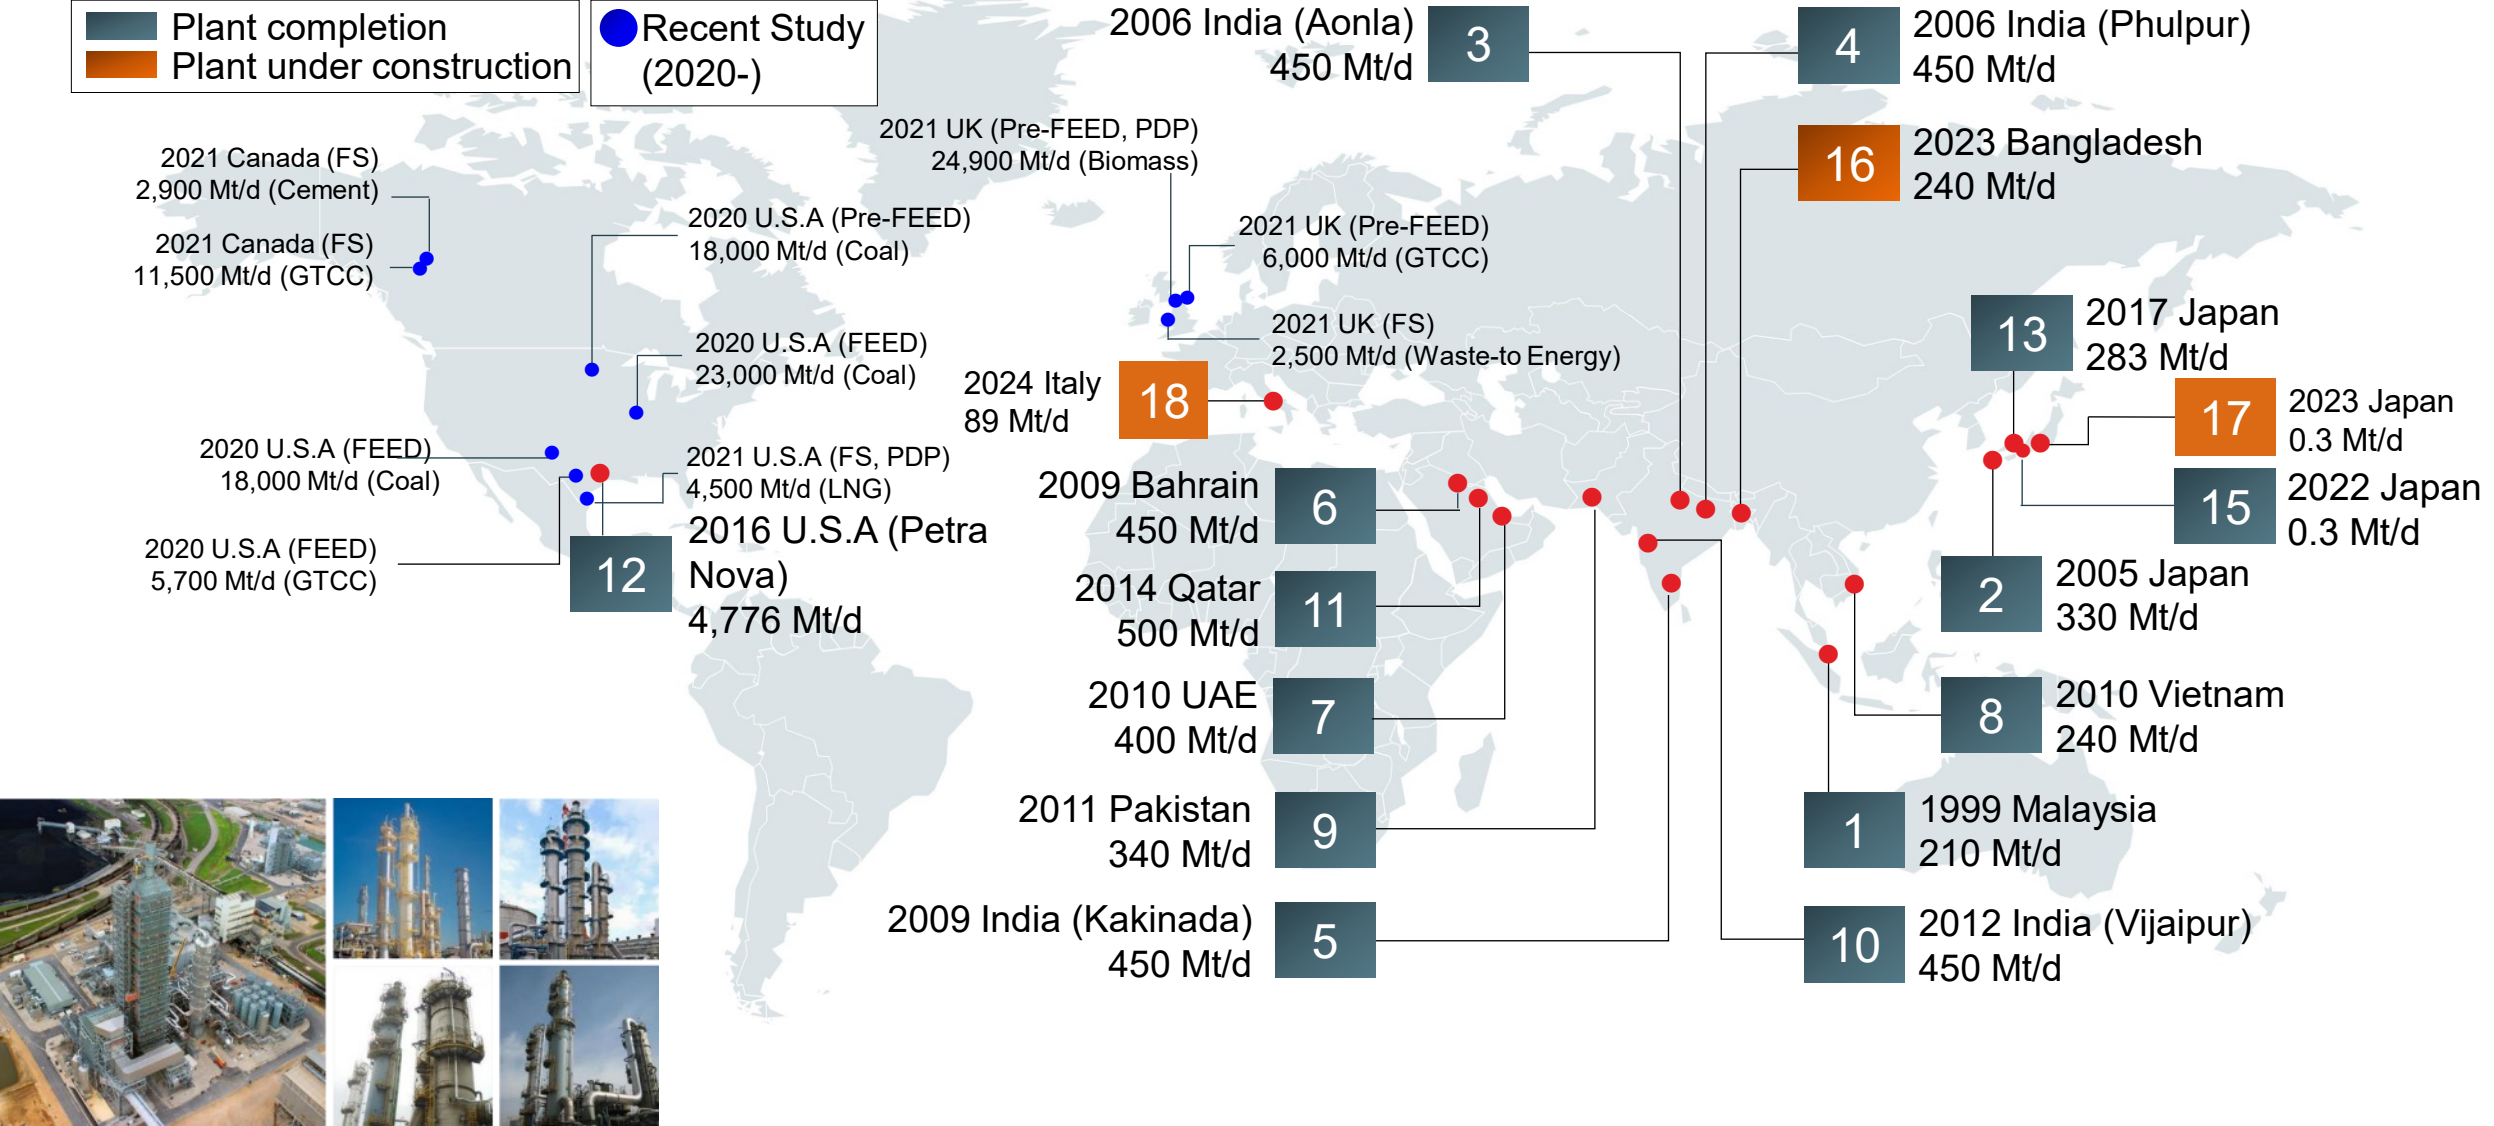 Plant completion
Plant under construction
Recent Study
(2020-)
2006 India (Aonla)
450 Mt/d
3
4
2006 India (Phulpur)
450 Mt/d
2021 UK (Pre-FEED, PDP)
24,900 Mt/d (Biomass)
16
2023 Bangladesh
240 Mt/d
2021 Canada (FS)
2,900 Mt/d (Cement)
2021 Canada (FS)
11,500 Mt/d (GTCC)
2020 U.S.A (Pre-FEED)
18,000 Mt/d (Coal)
2021 UK (Pre-FEED)
6,000 Mt/d (GTCC)
2021 UK (FS)
2,500 Mt/d (Waste-to Energy)
13
2017 Japan
283 Mt/d
2020 U.S.A (FEED)
23,000 Mt/d (Coal)
2024 Italy
89 Mt/d
18
17
2023 Japan
0.3 Mt/d
2020 U.S.A (FEED)
18,000 Mt/d (Coal)
2021 U.S.A (FS, PDP)
4,500 Mt/d (LNG)
2009 Bahrain
450 Mt/d
6
15
2022 Japan
0.3 Mt/d
2020 U.S.A (FEED)
5,700 Mt/d (GTCC)
12
2016 U.S.A (Petra
Nova)
4,776 Mt/d
2014 Qatar
500 Mt/d
11
2
2005 Japan
330 Mt/d
2010 UAE
400 Mt/d
7
8
2010 Vietnam
240 Mt/d
2011 Pakistan
340 Mt/d
9
1
1999 Malaysia
210 Mt/d
2009 India (Kakinada)
450 Mt/d
5
10
2012 India (Vijaipur)
450 Mt/d